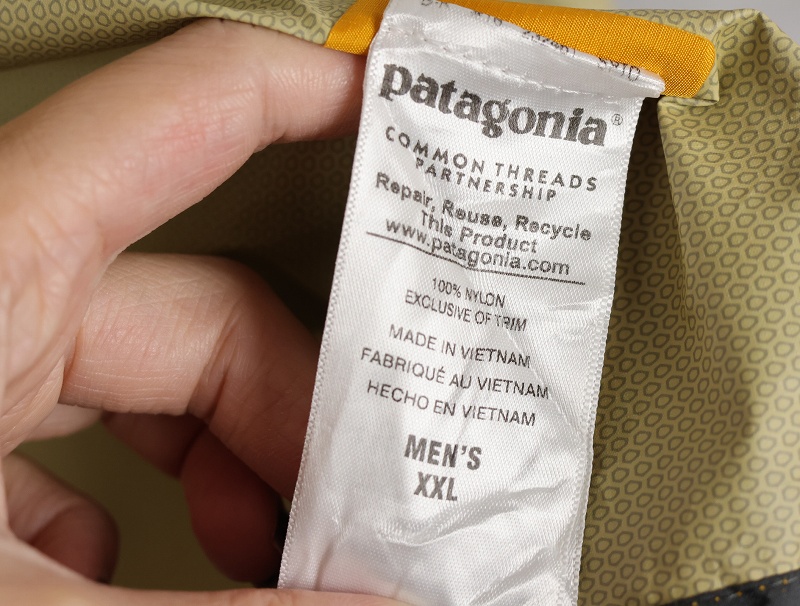 patagonia®
COMMON THREADS
PARTNERSHIP
Repair, Reuse, Recycle
This Product
www.patagonia.com
100% NYLON
EXCLUSIVE OF TRIM
MADE IN VIETNAM
FABRIQUÉ AU VIETNAM
HECHO EN VIETNAM
MEN'S
XXL